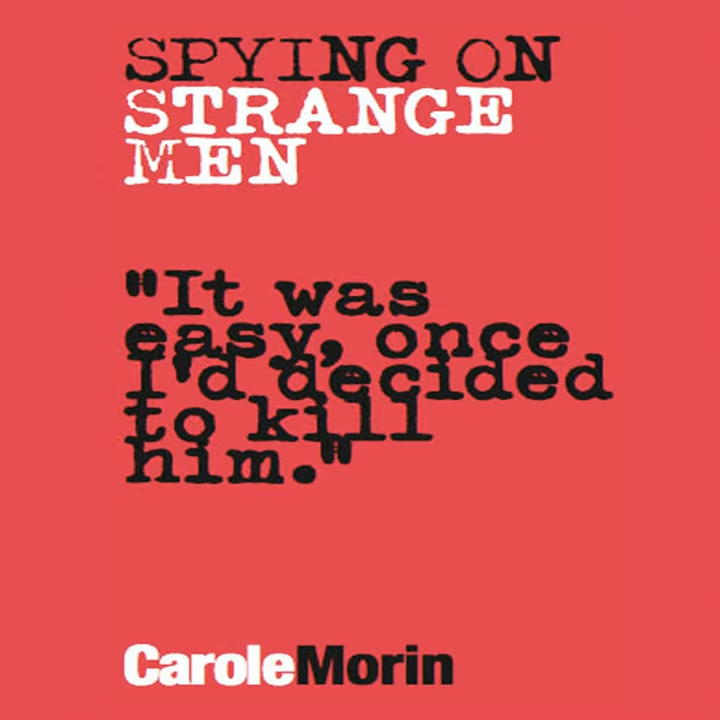 SPYING ON
STRANGE
MEN
"It was
easy, once
I'd decided
to kill
him."
CaroleMorin